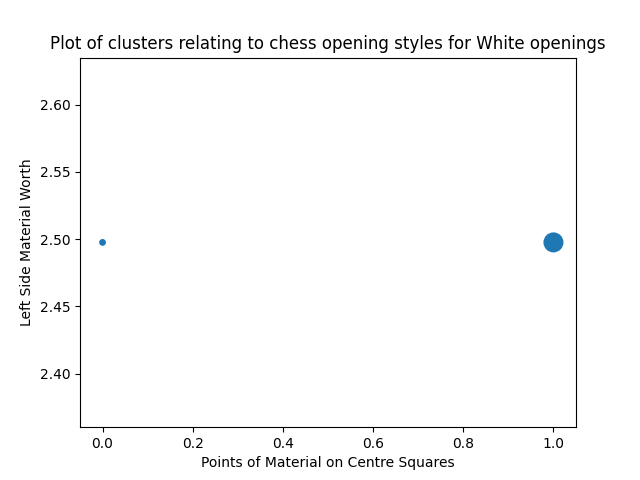 Plot of clusters relating to chess opening styles for White openings
2.60
2.55
2.50
2.45
2.40
Left Side Material Worth
0.0 0.2 0.4 0.6 0.8 1.0
Points of Material on Centre Squares